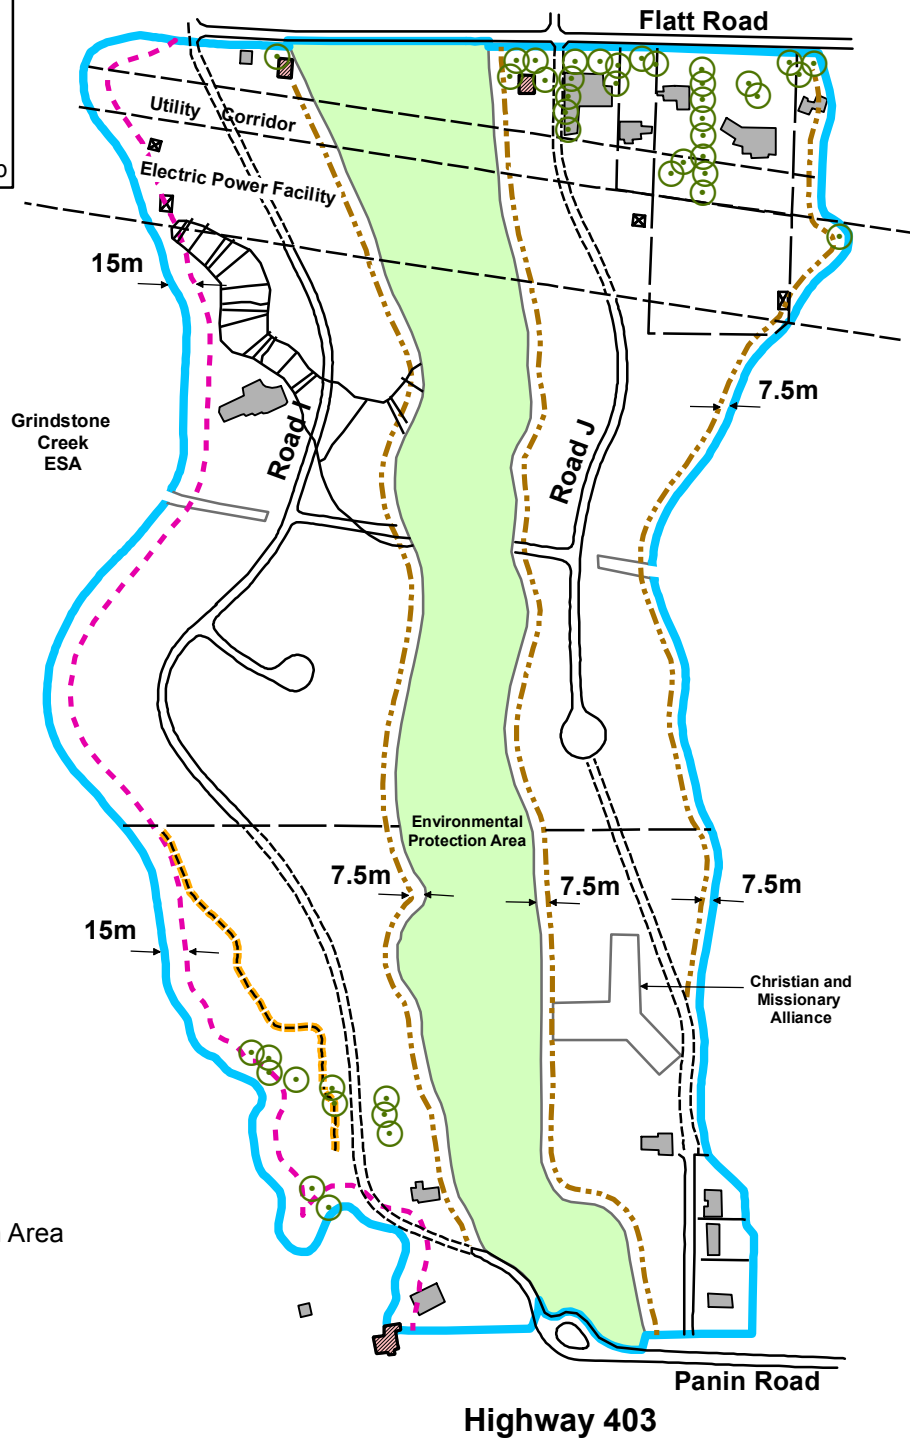 Flatt Road
Utility Corridor
Electric Power Facility
15m
7.5m
Grindstone
Creek
ESA
Road I
Road J
Environmental
Protection Area
7.5m
7.5m
7.5m
15m
Christian and
Missionary
Alliance
Area
Panin Road
Highway 403